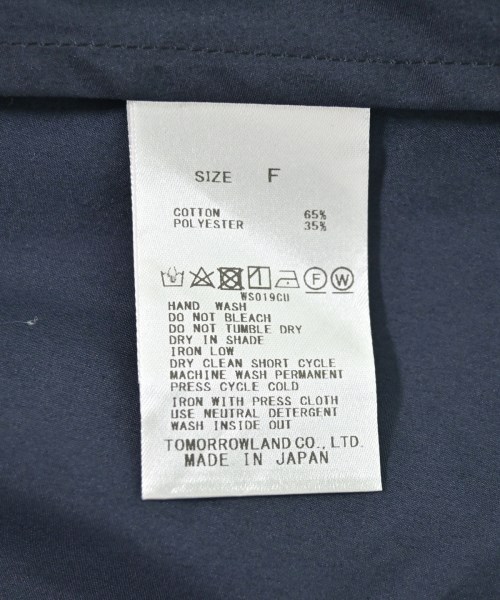 SIZE F
COTTON 65%
POLYESTER 35%
F W
WS019CU
HAND WASH
DO NOT BLEACH
DO NOT TUMBLE DRY
DRY IN SHADE
IRON LOW
DRY CLEAN SHORT CYCLE
MACHINE WASH PERMANENT
PRESS CYCLE COLD
IRON WITH PRESS CLOTH
USE NEUTRAL DETERGENT
WASH INSIDE OUT
TOMORROWLAND CO., LTD.
MADE IN JAPAN